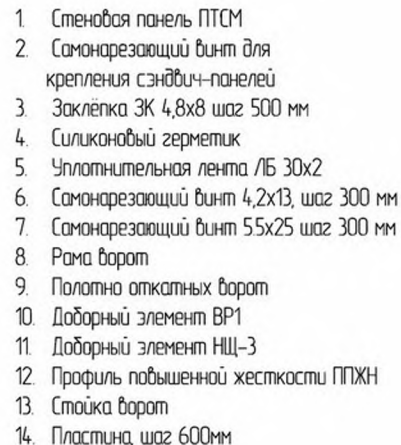 1. Стеновая панель ПТСМ
2. Самонарезающий винт для
крепления сэндвич-панелей
3. Заклёпка ЗК 4,8х8 шаг 500 мм
4. Силиконовый герметик
5. Уплотнительная лента ЛБ 30х2
6. Самонарезающий винт 4,2х13, шаг 300 мм
7. Самонарезающий винт 5.5х25 шаг 300 мм
8. Рама ворот
9. Полотно откатных ворот
10. Доборный элемент ВР1
11. Доборный элемент НЩ-3
12. Профиль повышенной жесткости ППЖН
13. Стойка ворот
14. Пластина, шаг 600мм